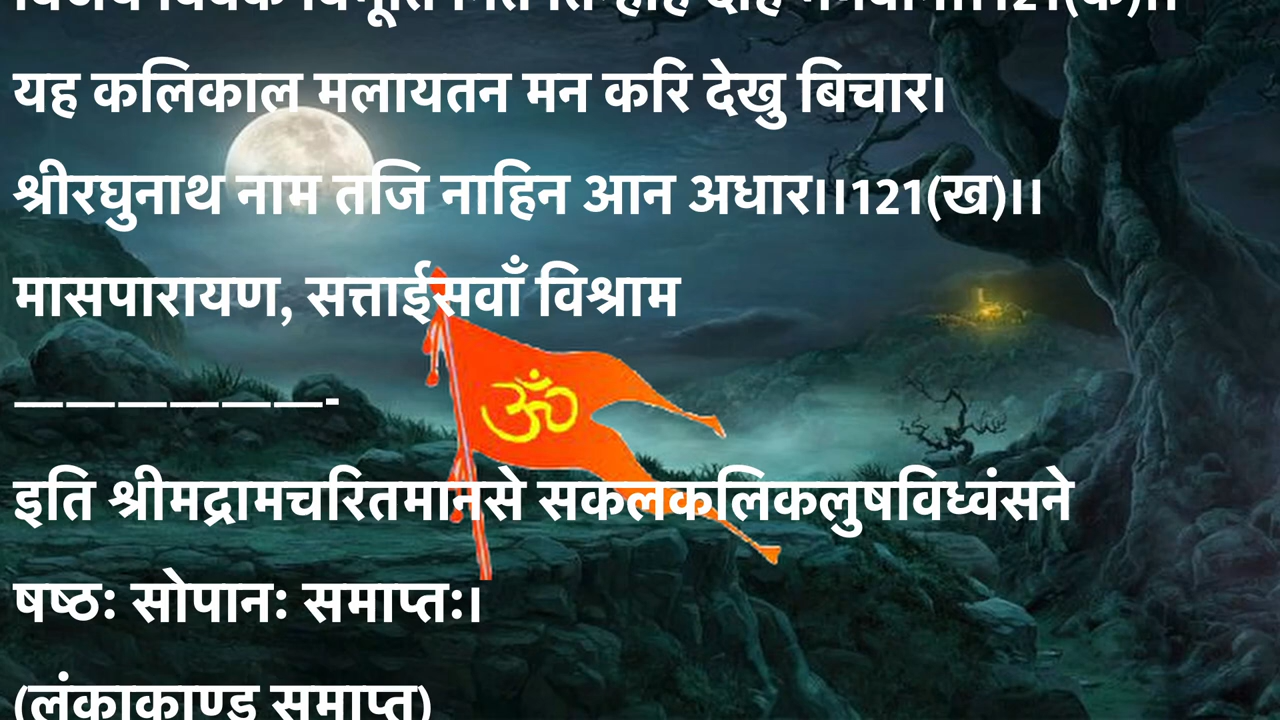 यह कलिकाल मलायतन मन करि देखु बिचार।
श्रीरघुनाथ नाम तजि नाहिन आन अधार।।121(ख)।।
मासपारायण, सत्ताईसवाँ विश्राम
——————-
ॐ
इति श्रीमद्रामचरितमानसे सकलकलिकलुषविध्वंसने
षष्ठः सोपानः समाप्तः।
(लंकाकाण्ड समाप्त)